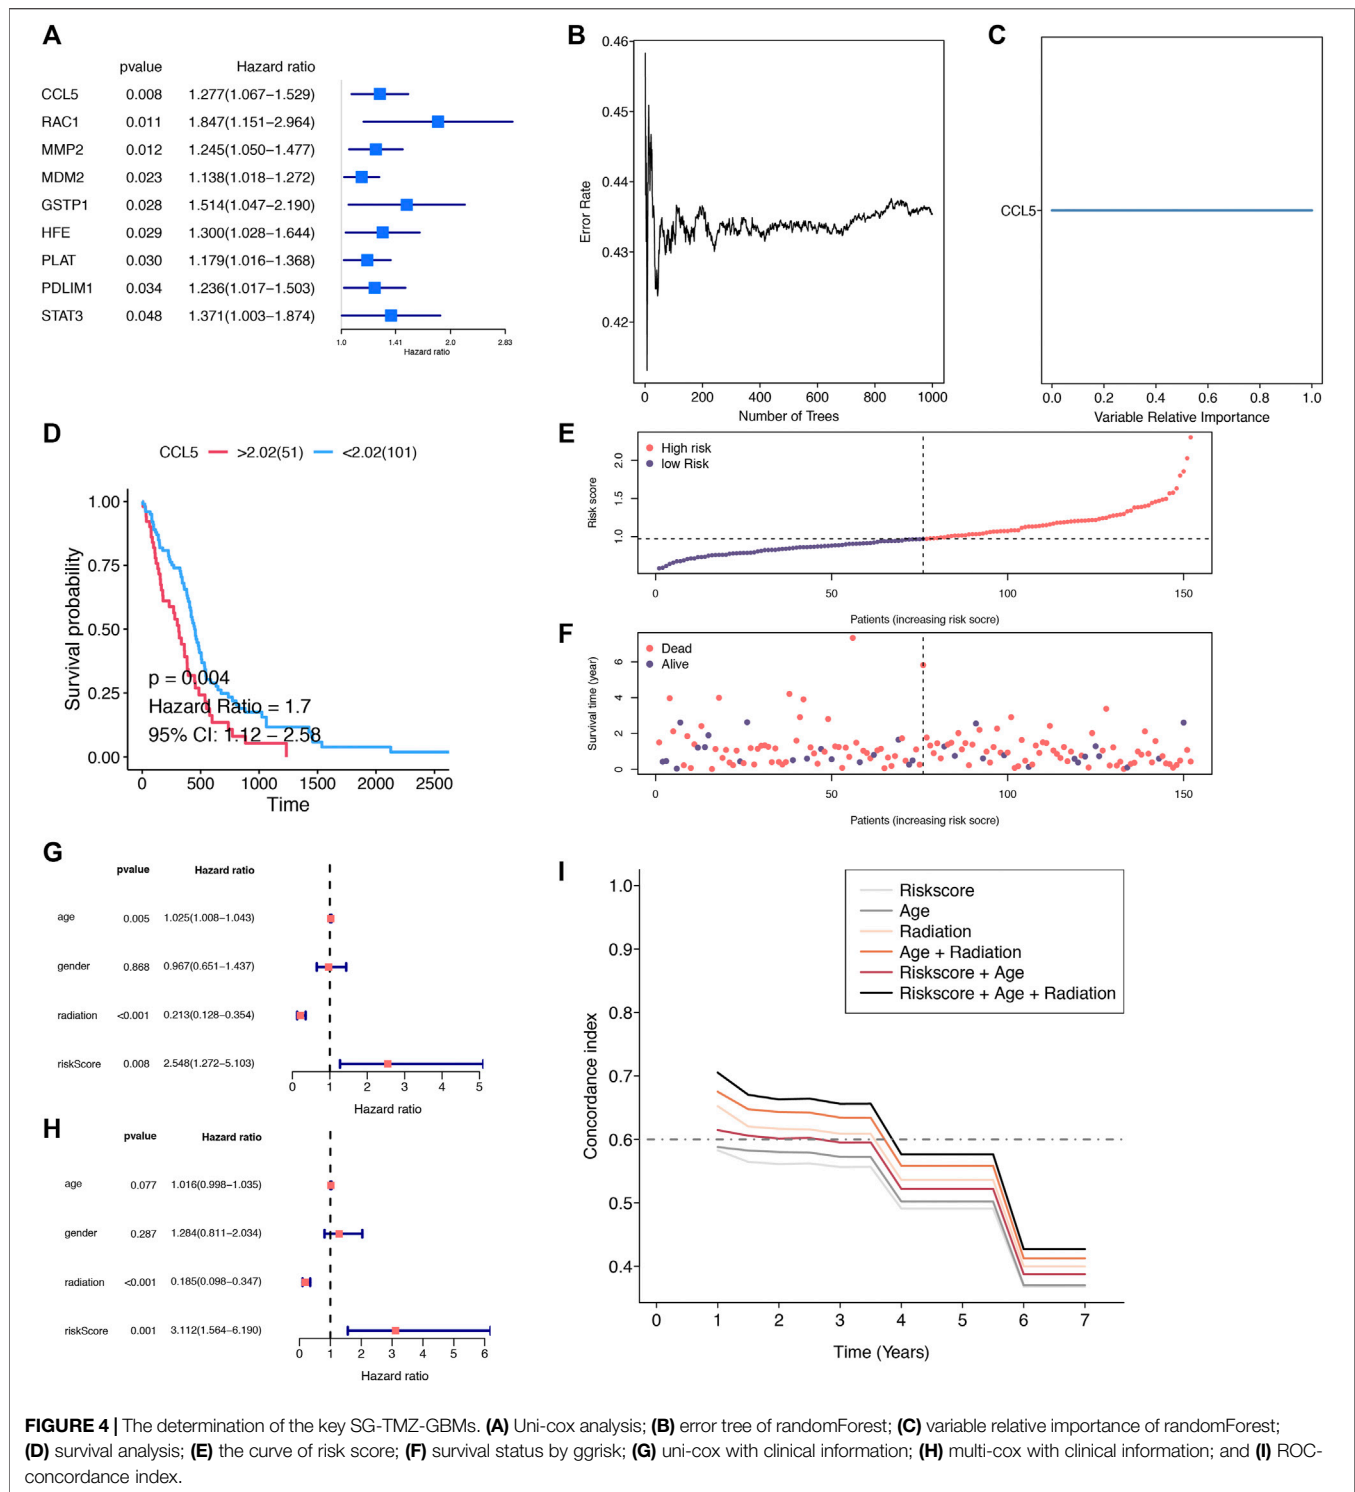 A
pvalue Hazard ratio
CCL5 0.008 1.277(1.067–1.529)
RAC1 0.011 1.847(1.151–2.964)
MMP2 0.012 1.245(1.050–1.477)
MDM2 0.023 1.138(1.018–1.272)
GSTP1 0.028 1.514(1.047–2.190)
HFE 0.029 1.300(1.028–1.644)
PLAT 0.030 1.179(1.016–1.368)
PDLIM1 0.034 1.236(1.017–1.503)
STAT3 0.048 1.371(1.003–1.874)
1.0 1.41 2.0 2.83
Hazard ratio
B
0.46
0.45
0.44
0.43
0.42
Error Rate
0 200 400 600 800 1000
Number of Trees
C
CCL5
0.0 0.2 0.4 0.6 0.8 1.0
Variable Relative Importance
D
CCL5 >2.02(51) <2.02(101)
1.00
0.75
0.50
0.25
0.00
Survival probability
p = 0.004
Hazard Ratio = 1.7
95% CI: 1.12 – 2.58
0 500 1000 1500 2000 2500
Time
E
High risk
low Risk
2.0
1.5
1.0
Risk score
0 50 100 150
Patients (increasing risk socre)
F
Dead
Alive
6
4
2
0
Survival time (year)
0 50 100 150
Patients (increasing risk socre)
G
pvalue Hazard ratio
age 0.005 1.025(1.008–1.043)
gender 0.868 0.967(0.651–1.437)
radiation <0.001 0.213(0.128–0.354)
riskScore 0.008 2.548(1.272–5.103)
0 1 2 3 4 5
Hazard ratio
H
pvalue Hazard ratio
age 0.077 1.016(0.998–1.035)
gender 0.287 1.284(0.811–2.034)
radiation <0.001 0.185(0.098–0.347)
riskScore 0.001 3.112(1.564–6.190)
0 1 2 3 4 5 6
Hazard ratio
I
Riskscore
Age
Radiation
Age + Radiation
Riskscore + Age
Riskscore + Age + Radiation
1.0
0.9
0.8
0.7
0.6
0.5
0.4
Concordance index
0 1 2 3 4 5 6 7
Time (Years)
FIGURE 4 | The determination of the key SG-TMZ-GBMs. (A) Uni-cox analysis; (B) error tree of randomForest; (C) variable relative importance of randomForest;
(D) survival analysis; (E) the curve of risk score; (F) survival status by ggrisk; (G) uni-cox with clinical information; (H) multi-cox with clinical information; and (I) ROC-
concordance index.